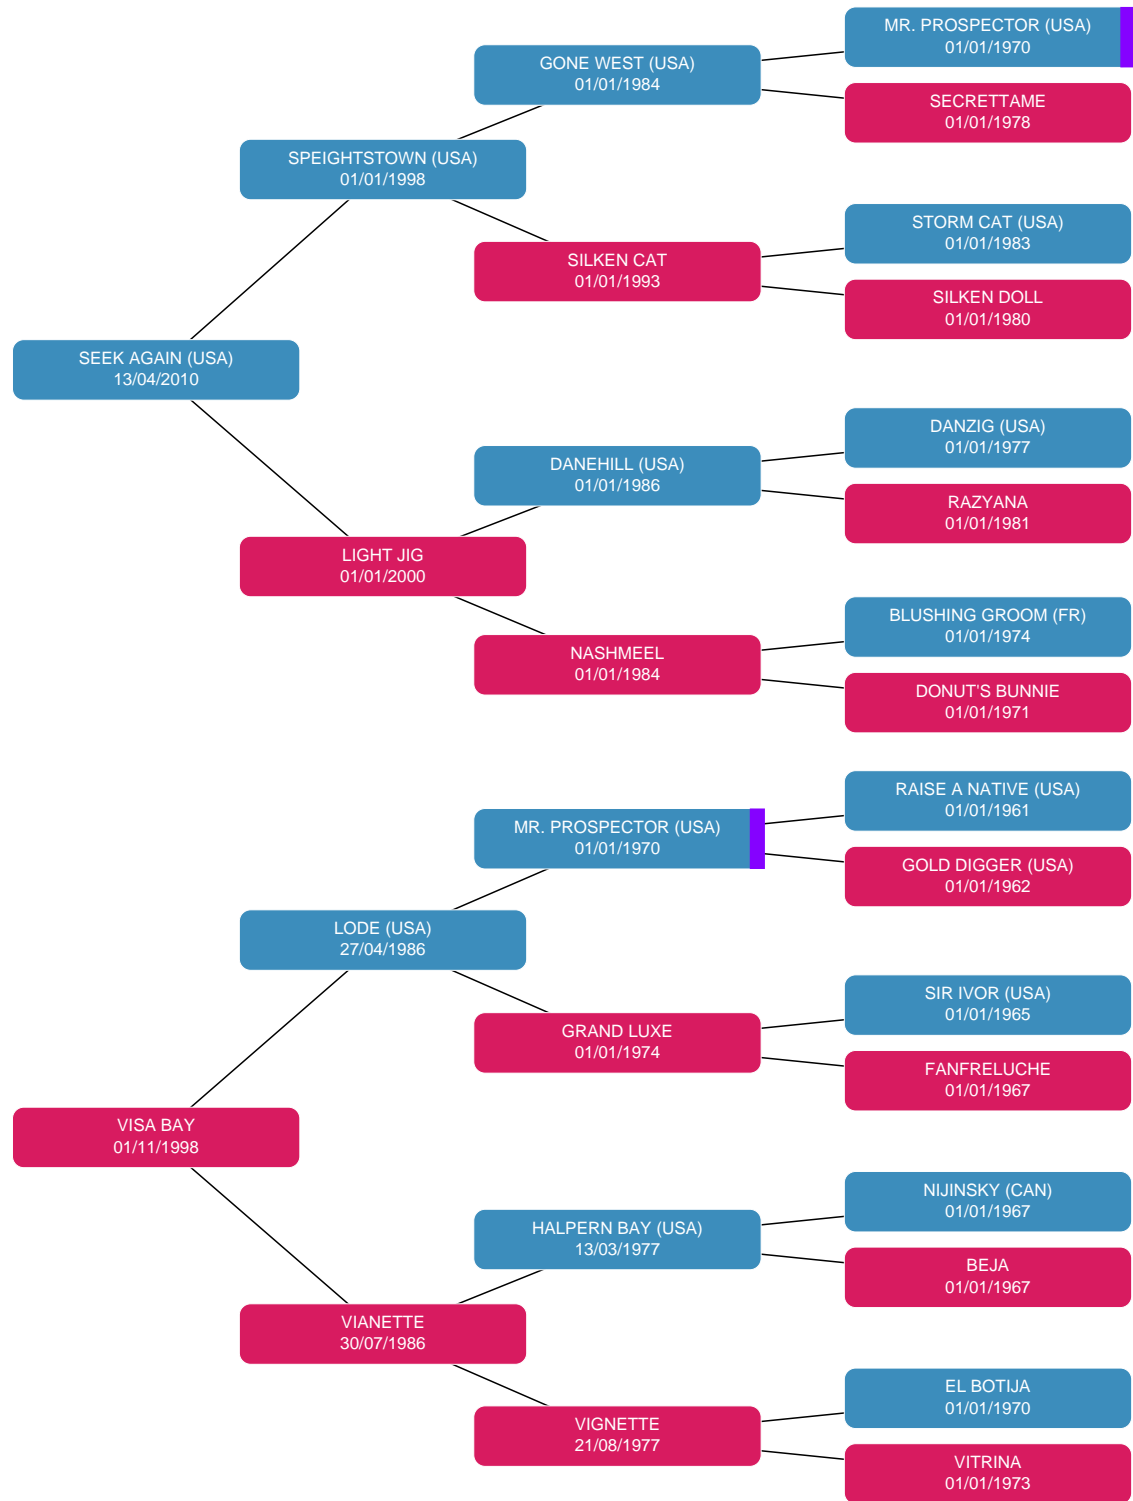 MR. PROSPECTOR (USA)
01/01/1970
GONE WEST (USA)
01/01/1984
SECRETTAME
01/01/1978
SPEIGHTSTOWN (USA)
01/01/1998
STORM CAT (USA)
01/01/1983
SILKEN CAT
01/01/1993
SILKEN DOLL
01/01/1980
SEEK AGAIN (USA)
13/04/2010
DANZIG (USA)
01/01/1977
DANEHILL (USA)
01/01/1986
RAZYANA
01/01/1981
LIGHT JIG
01/01/2000
BLUSHING GROOM (FR)
01/01/1974
NASHMEEL
01/01/1984
DONUT'S BUNNIE
01/01/1971
RAISE A NATIVE (USA)
01/01/1961
MR. PROSPECTOR (USA)
01/01/1970
GOLD DIGGER (USA)
01/01/1962
LODE (USA)
27/04/1986
SIR IVOR (USA)
01/01/1965
GRAND LUXE
01/01/1974
FANFRELUCHE
01/01/1967
VISA BAY
01/11/1998
NIJINSKY (CAN)
01/01/1967
HALPERN BAY (USA)
13/03/1977
BEJA
01/01/1967
VIANETTE
30/07/1986
EL BOTIJA
01/01/1970
VIGNETTE
21/08/1977
VITRINA
01/01/1973